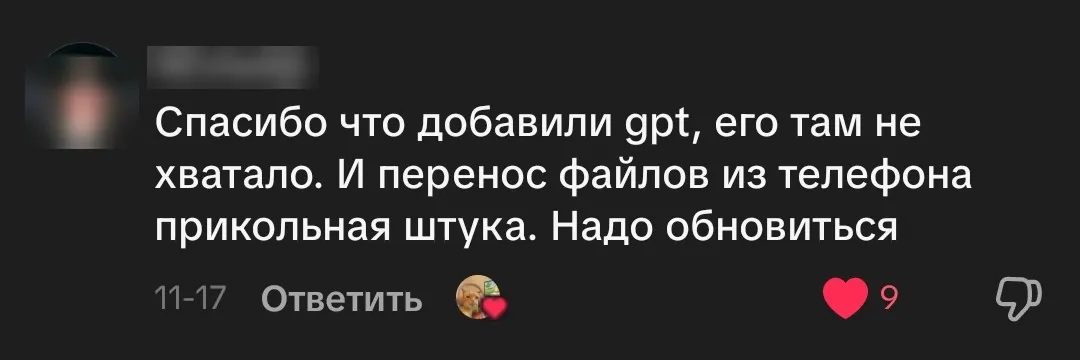 Спасибо что добавили gpt, его там не
хватало. И перенос файлов из телефона
прикольная штука. Надо обновиться
11-17 Ответить 9